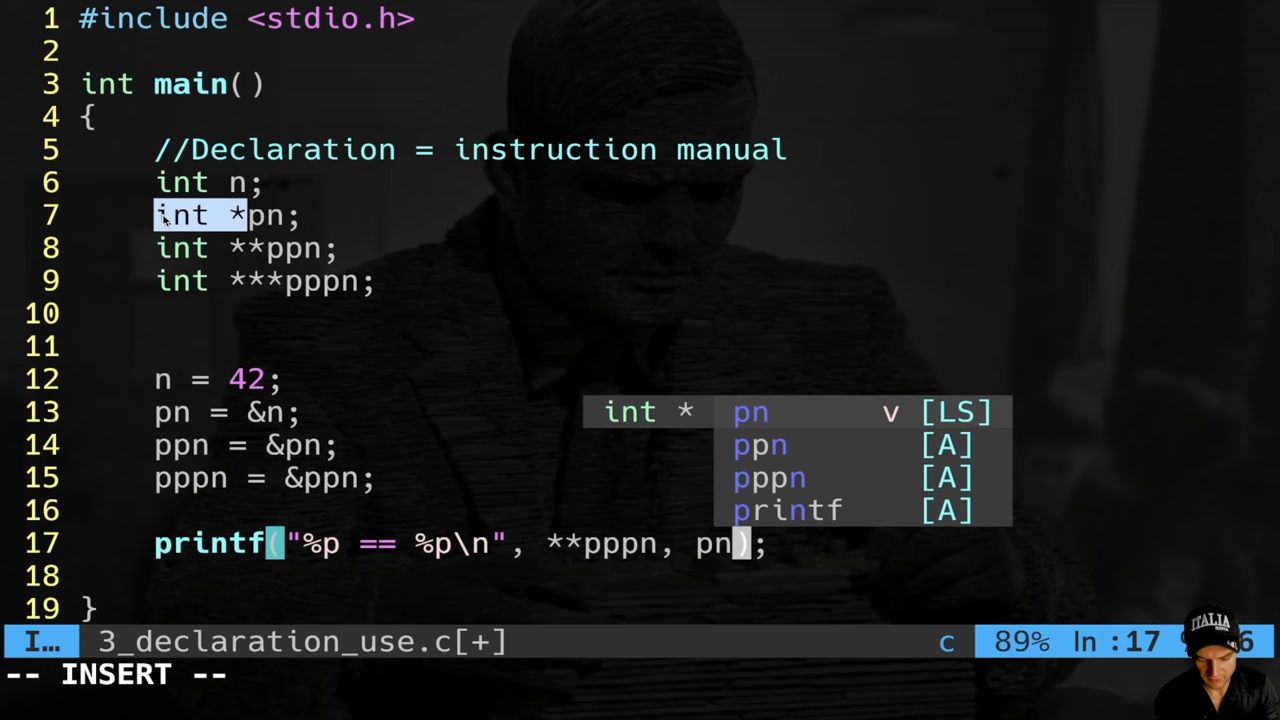 1 #include <stdio.h>
2
3 int main()
4 {
5 //Declaration = instruction manual
6 int n;
7 int *pn;
8 int **ppn;
9 int ***pppn;
10
11
12 n = 42;
13 pn = &n;
int * pn v [LS]
14 ppn = &pn;
ppn [A]
15 pppn = &ppn;
pppn [A]
16
printf [A]
17 printf("%p == %p\n", **pppn, pn);
18
19 }
I… 3_declaration_use.c[+] c 89% ln :17
-- INSERT --
ITALIA